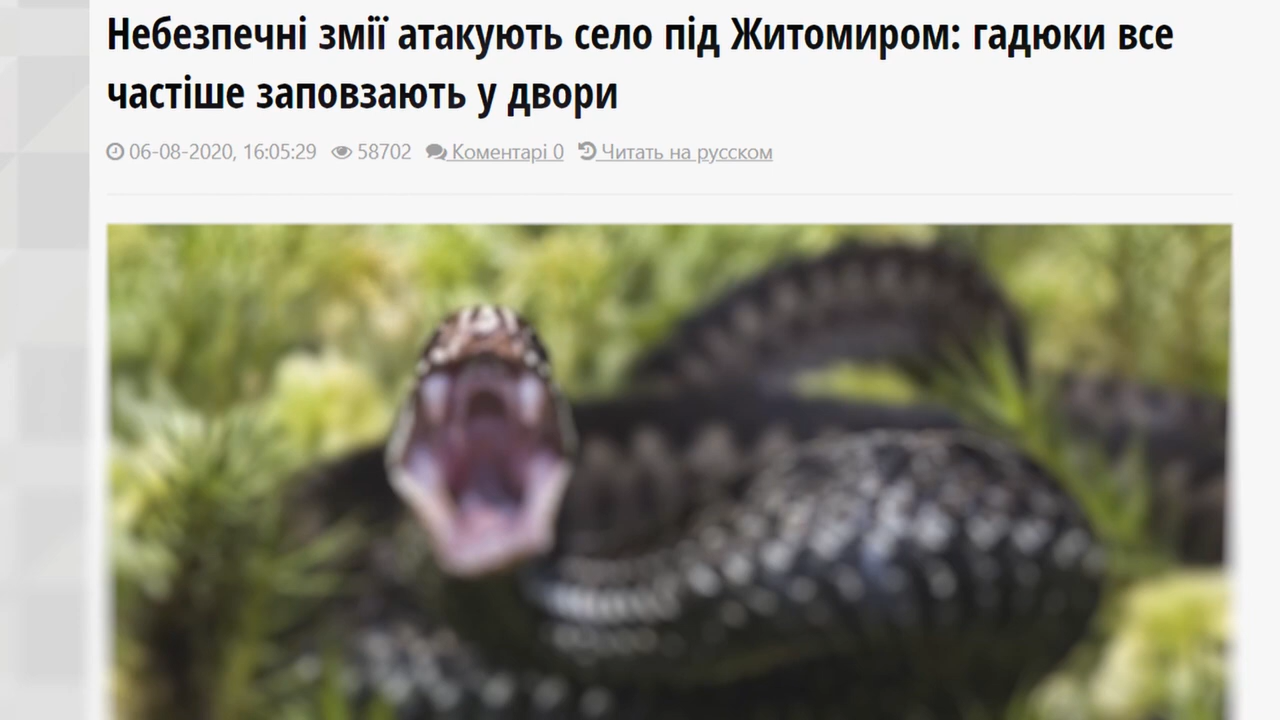 Небезпечні змії атакують село під Житомиром: гадюки все
частіше заповзають у двори
06-08-2020, 16:05:29 58702 Коментарі 0 Читать на русском